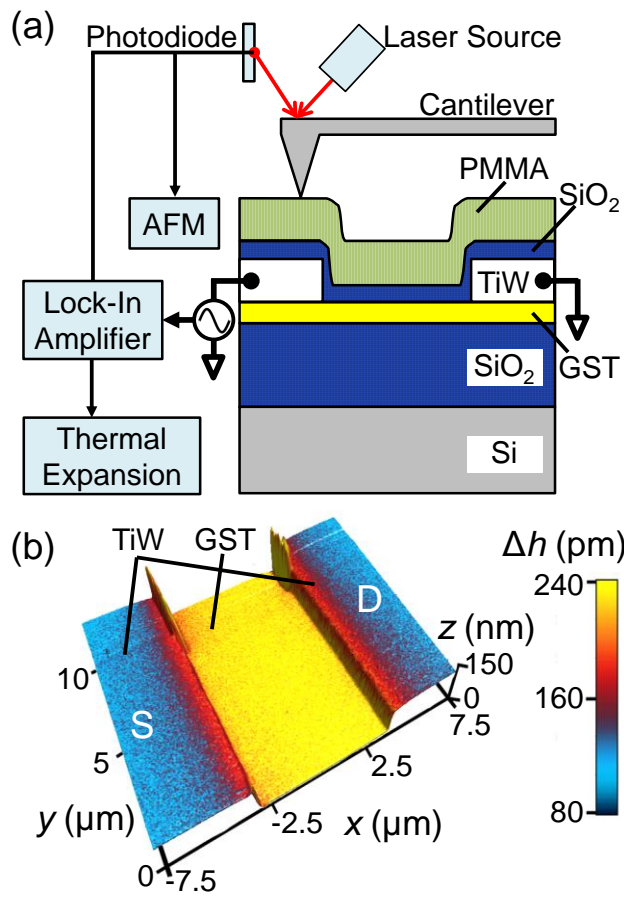 (a)
Photodiode
Laser Source
Cantilever
PMMA
SiO₂
AFM
TiW
Lock-In
Amplifier
GST
SiO₂
Thermal
Expansion
Si
(b)
TiW
GST
Δh (pm)
240
160
80
D
S
z (nm)
150
0
7.5
2.5
-2.5
-7.5
x (μm)
10
5
0
y (μm)